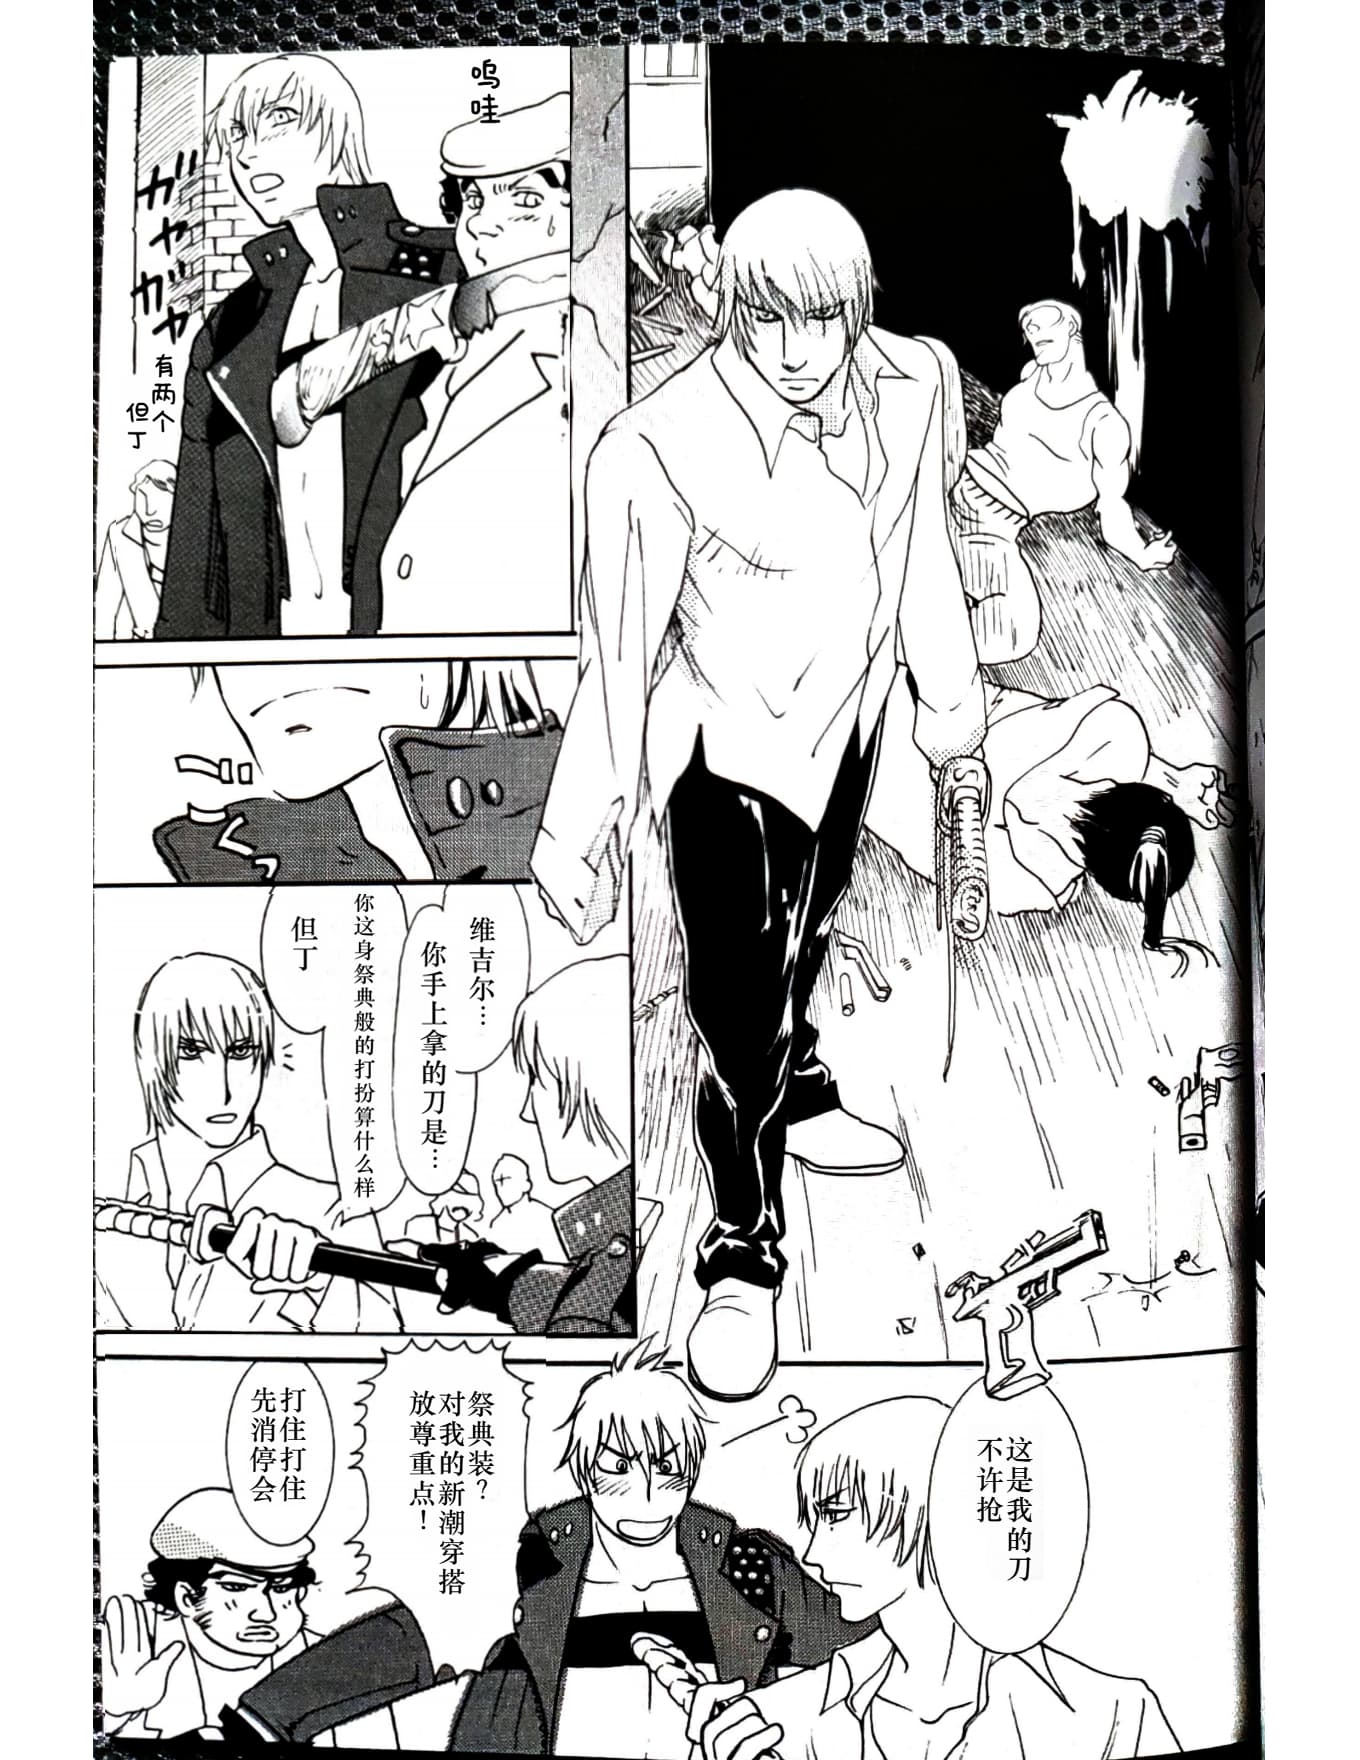 呜哇
ガヤガヤ
有两个
但丁
维吉尔…
你手上拿的刀是…
但丁
你这身祭典般的打扮算什么样
这是我的刀
不许抢
祭典装？
对我的新潮穿搭
放尊重点！
打住打住
先消停会